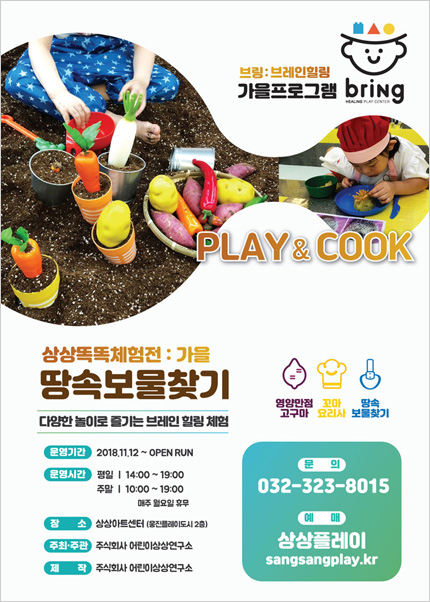 브링:브레인힐링
가을프로그램
bring
HEALING PLAY CENTER
PLAY & COOK
상상똑똑체험전 : 가을
땅속보물찾기
다양한 놀이로 즐기는 브레인 힐링 체험
영양만점 고구마
꼬마 요리사
땅속 보물찾기
운영기간 2018,11,12 ~ OPEN RUN
운영시간 평일 | 14:00 ~ 19:00
주말 | 10:00 ~ 19:00
매주 월요일 휴무
장 소 상상아트센터 (웅진플레이도시 2층)
주최·주관 주식회사 어린이상상연구소
제 작 주식회사 어린이상상연구소
문 의
032-323-8015
예 매
상상플레이
sangsangplay.kr